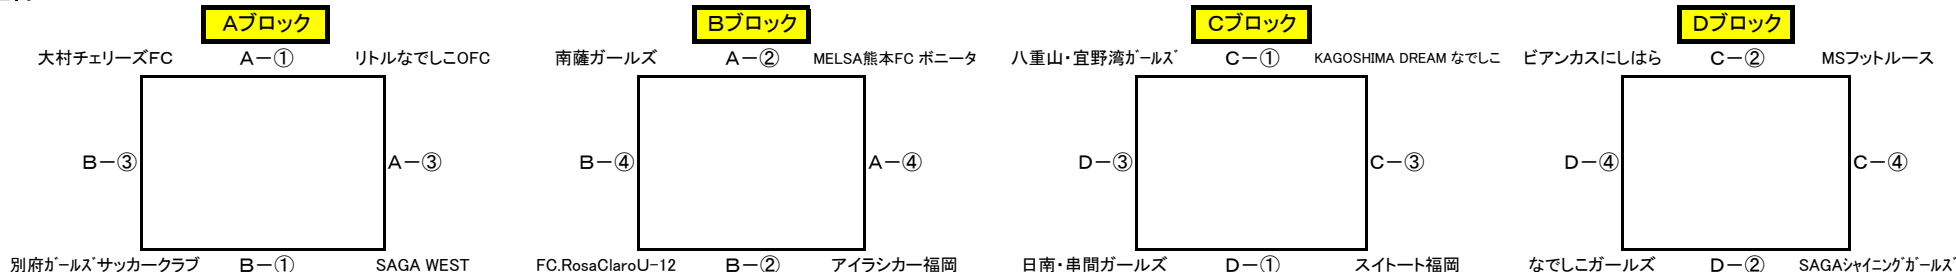 Aブロック Bブロック Cブロック Dブロック
大村チェリーズFC A－① リトルなでしこOFC 南薩ガールズ A－② MELSA熊本FC ボニータ 八重山・宜野湾ｶﾞｰﾙｽﾞ C－① KAGOSHIMA DREAM なでしこ ビアンカスにしはら C－② MSフットルース
B－③ A－③ B－④ A－④ D－③ C－③ D－④ C－④
別府ｶﾞｰﾙｽﾞサッカークラブ B－① SAGA WEST FC.RosaClaroU-12 B－② アイラシカー福岡 日南・串間ガールズ D－① スイトート福岡 なでしこガールズ D－② SAGAｼｬｲﾆﾝｸﾞｶﾞｰﾙｽﾞ